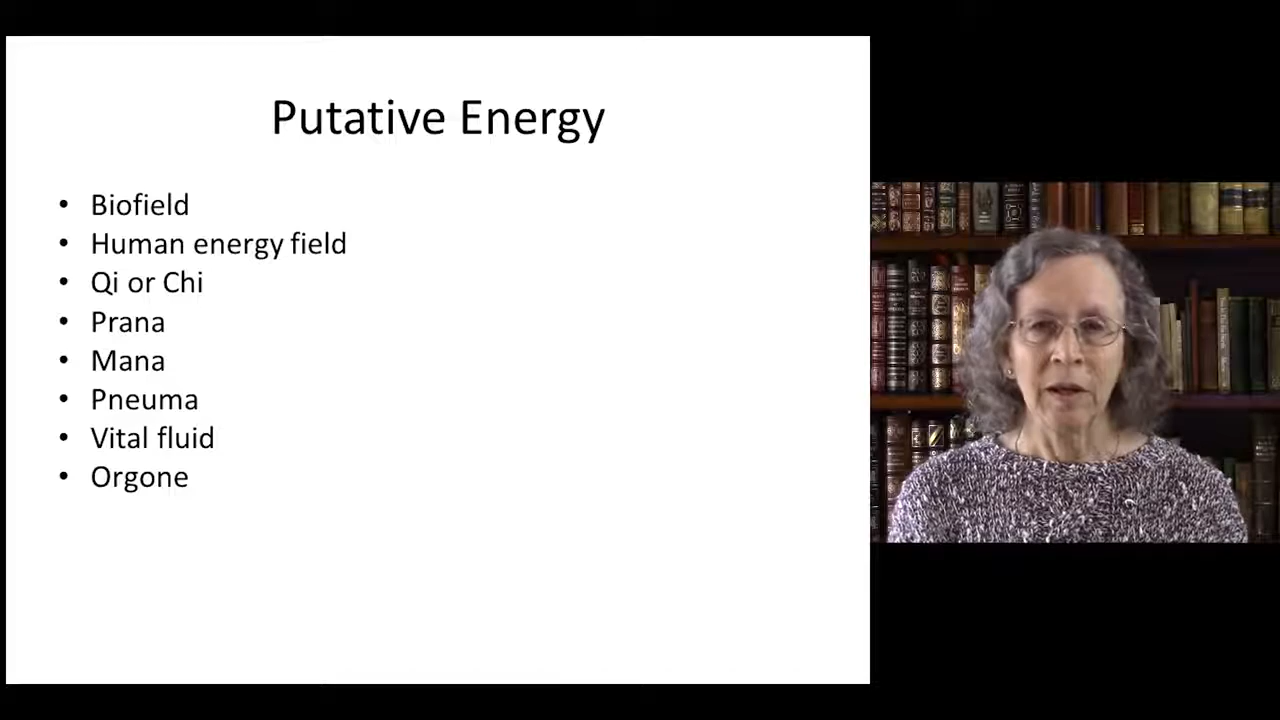 Putative Energy
• Biofield
• Human energy field
• Qi or Chi
• Prana
• Mana
• Pneuma
• Vital fluid
• Orgone